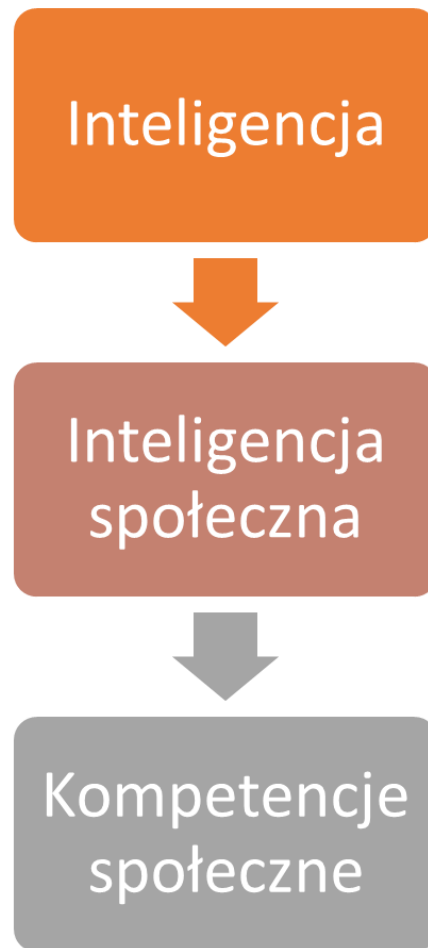 Inteligencja
Inteligencja
społeczna
Kompetencje
społeczne